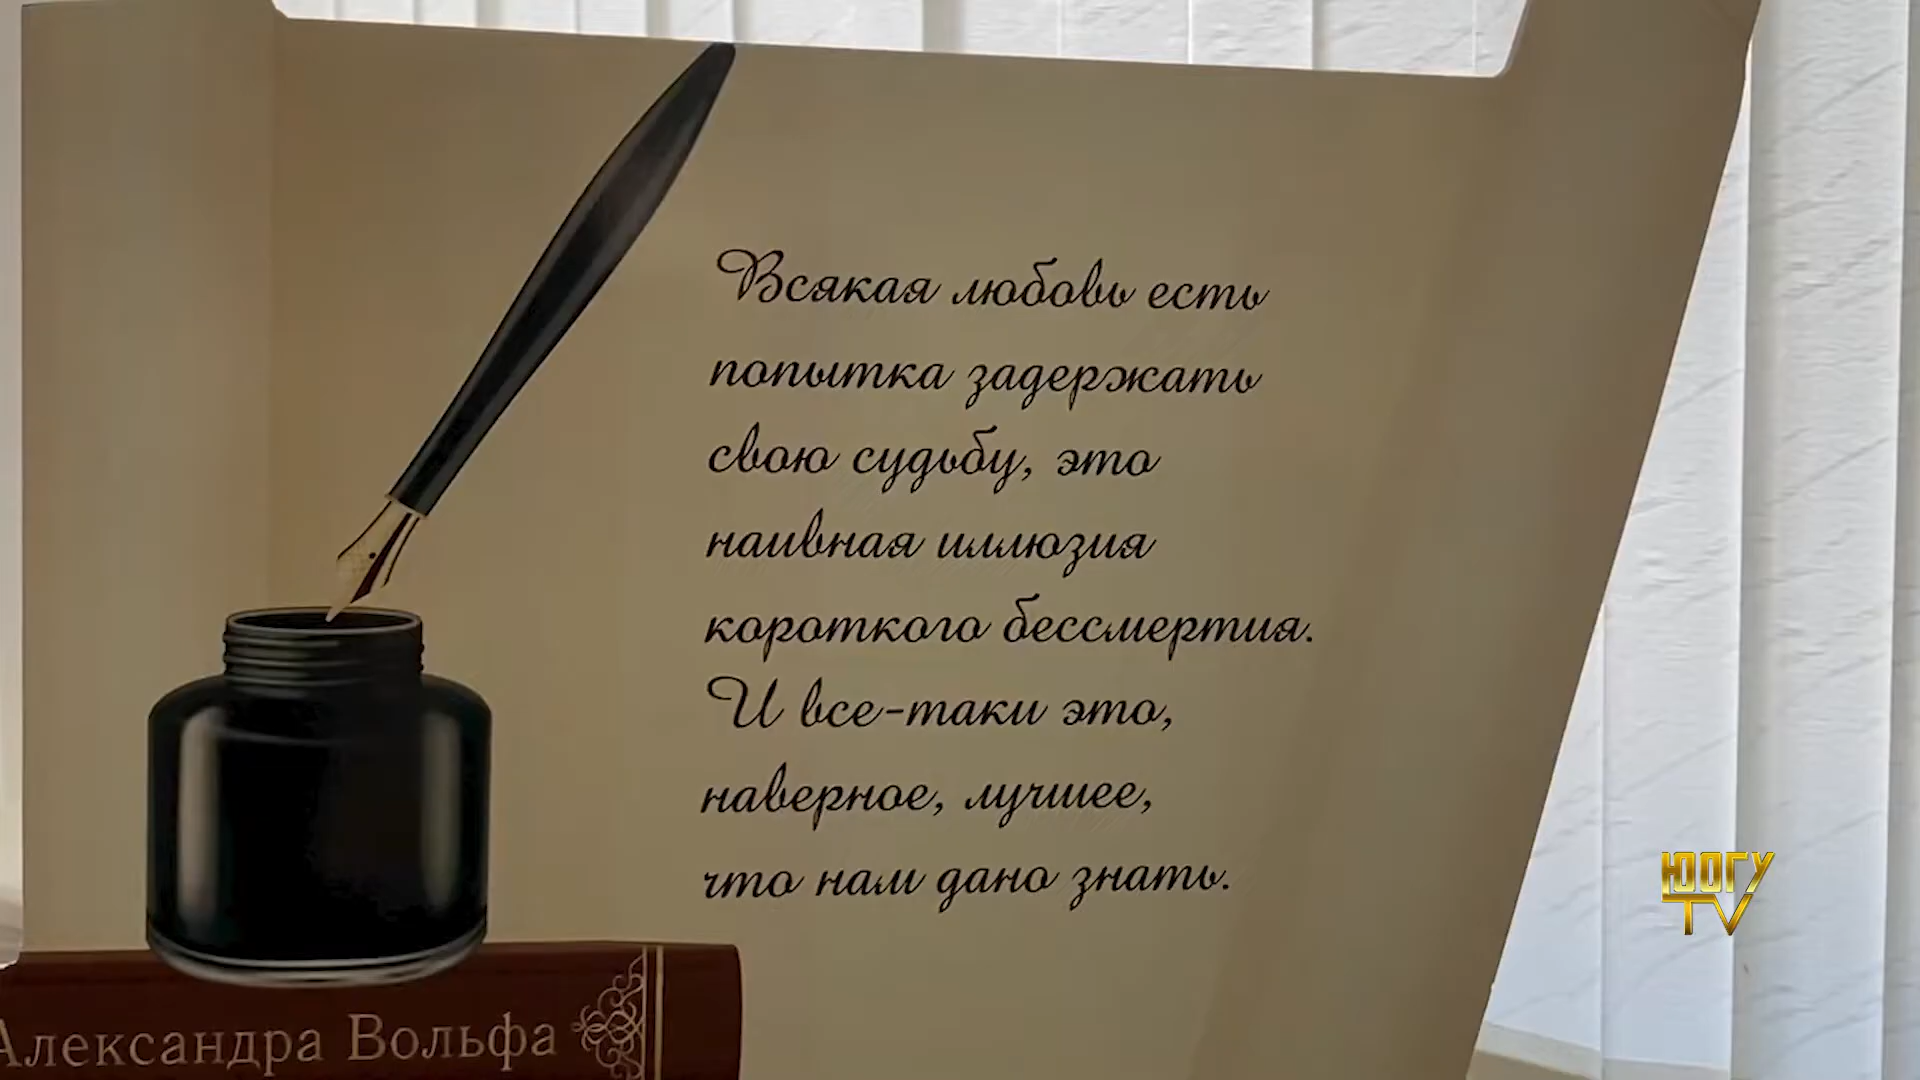 Всякая любовь есть
попытка задержать
свою судьбу, это
наивная иллюзия
короткого бессмертия.
И все-таки это,
наверное, лучшее,
что нам дано знать.
ЮОГУ
TV
Александра Вольфа